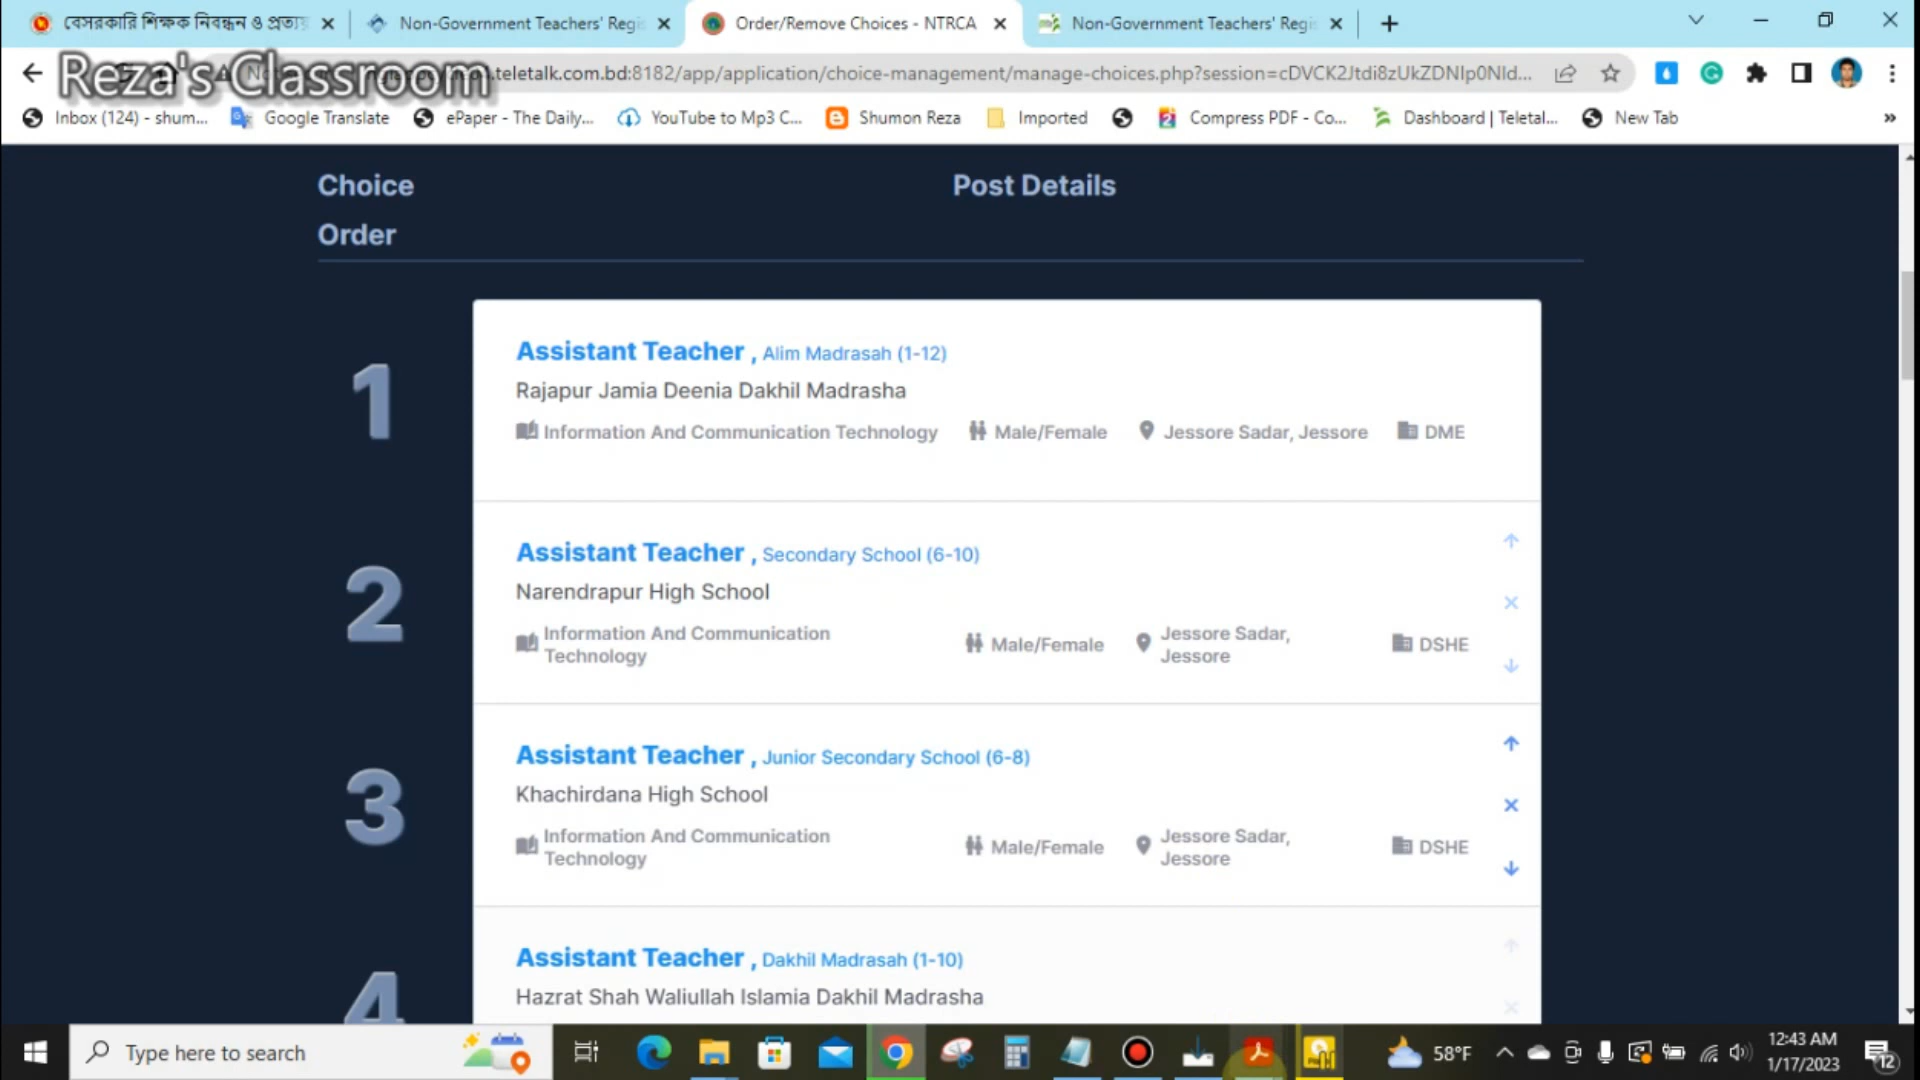 বেসরকারি শিক্ষক নিবন্ধন ও প্রত্যয়
Non-Government Teachers' Regi
Order/Remove Choices - NTRCA
Non-Government Teachers' Regi
Reza's Classroom
.teletalk.com.bd:8182/app/application/choice-management/manage-choices.php?session=cDVCK2Jtdi8zUkZDNlp0Nld...
Inbox (124) - shum...
Google Translate
ePaper - The Daily...
YouTube to Mp3 C...
Shumon Reza
Imported
Compress PDF - Co...
Dashboard | Teletal...
New Tab
»
Choice
Order
Post Details
1
Assistant Teacher , Alim Madrasah (1-12)
Rajapur Jamia Deenia Dakhil Madrasha
Information And Communication Technology
Male/Female
Jessore Sadar, Jessore
DME
2
Assistant Teacher , Secondary School (6-10)
Narendrapur High School
Information And Communication
Technology
Male/Female
Jessore Sadar,
Jessore
DSHE
3
Assistant Teacher , Junior Secondary School (6-8)
Khachirdana High School
Information And Communication
Technology
Male/Female
Jessore Sadar,
Jessore
DSHE
4
Assistant Teacher , Dakhil Madrasah (1-10)
Hazrat Shah Waliullah Islamia Dakhil Madrasha
Type here to search
58°F
12:43 AM
1/17/2023
12